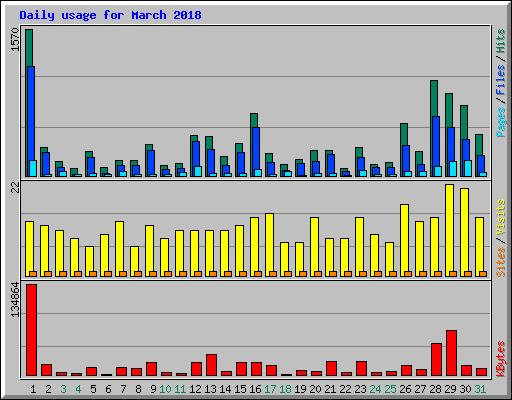 Daily usage for March 2018
1570
Pages / Files / Hits
22
Sites / Visits
134864
KBytes
1 2 3 4 5 6 7 8 9 10 11 12 13 14 15 16 17 18 19 20 21 22 23 24 25 26 27 28 29 30 31